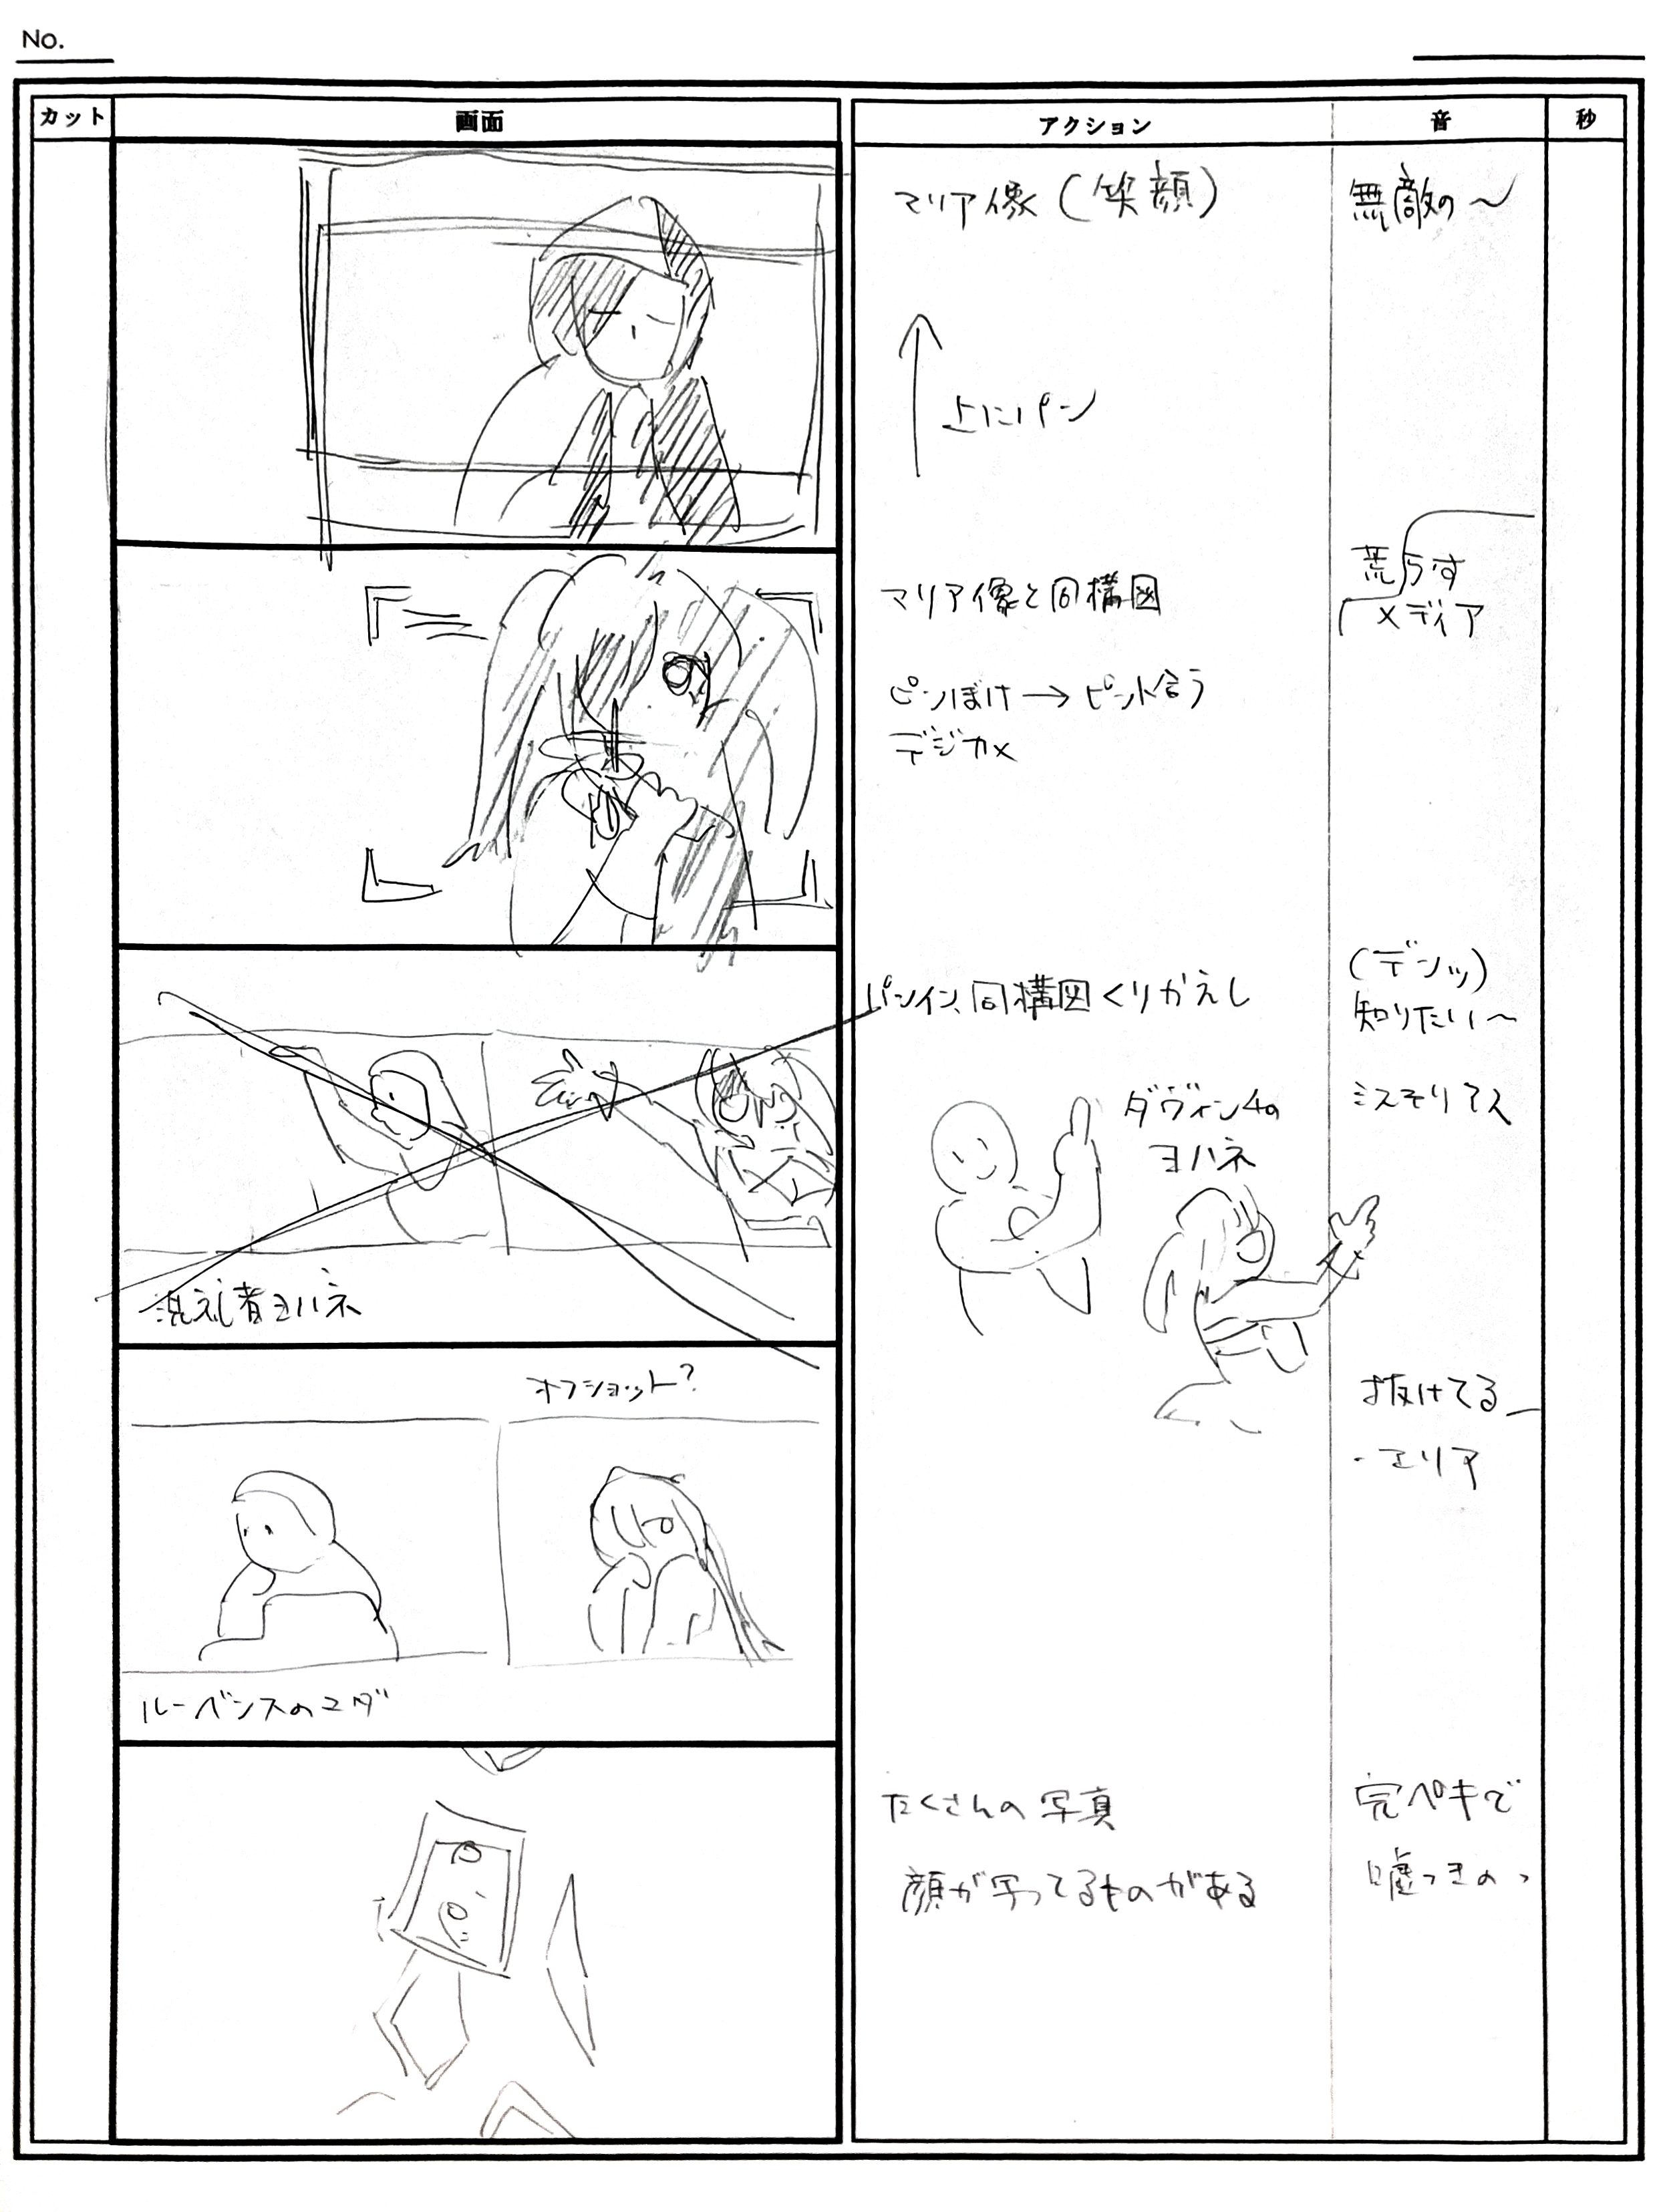 No.
カット
画面
アクション
音
秒
マリア像(笑顔)
無敵の〜
上にパン
マリア像と同構図
荒らす
メディア
ピンぼけ→ピント合う
デジカメ
パンイン、同構図くりかえし
(デンッ)
知りたい〜
ミステリアス
ダヴィンチの
ヨハネ
洗礼者ヨハネ
オフショット?
抜けてる
エリア
ルーベンスのユダ
たくさんの写真
顔が写ってるものがある
完ペキで
嘘つきのっ